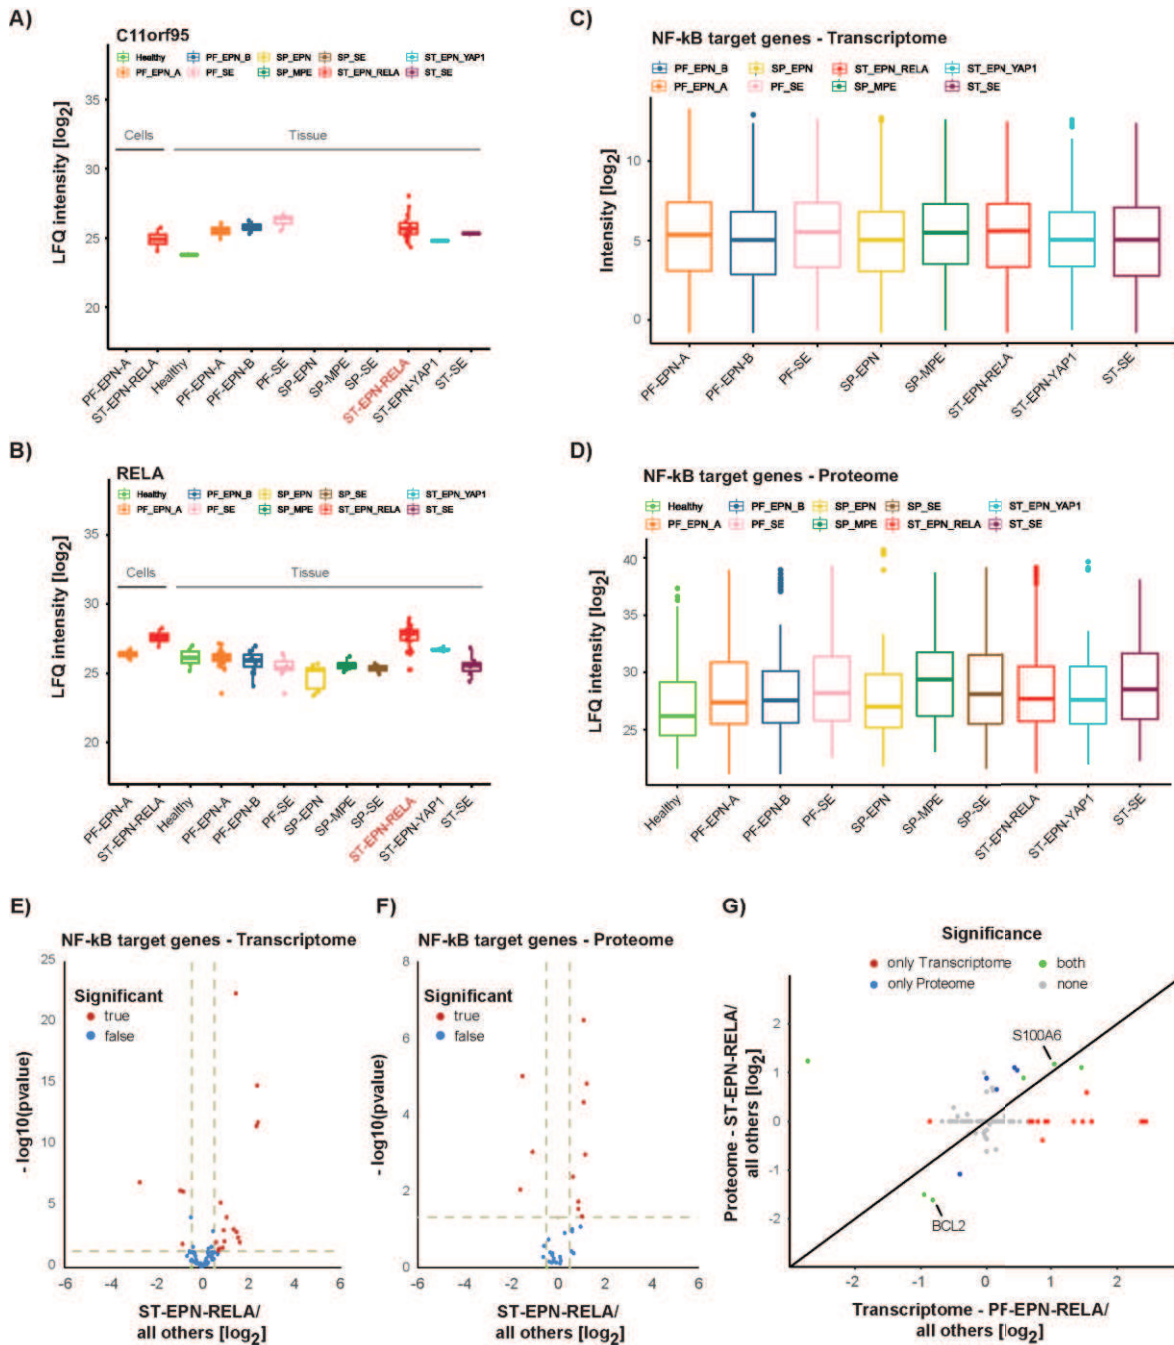 A)
C11orf95
Healthy PF_EPN_B SP_EPN SP_SE ST_EPN_YAP1
PF_EPN_A PF_SE SP_MPE ST_EPN_RELA ST_SE
LFQ intensity [log2]
35
30
25
20
Cells Tissue
PF-EPN-A
ST-EPN-RELA
Healthy
PF-EPN-A
PF-EPN-B
PF-SE
SP-EPN
SP-MPE
SP-SE
ST-EPN-RELA
ST-EPN-YAP1
ST-SE
C)
NF-kB target genes - Transcriptome
PF_EPN_B SP_EPN ST_EPN_RELA ST_EPN_YAP1
PF_EPN_A PF_SE SP_MPE ST_SE
Intensity [log2]
10
5
0
PF-EPN-A
PF-EPN-B
PF-SE
SP-EPN
SP-MPE
ST-EPN-RELA
ST-EPN-YAP1
ST-SE
B)
RELA
Healthy PF_EPN_B SP_EPN SP_SE ST_EPN_YAP1
PF_EPN_A PF_SE SP_MPE ST_EPN_RELA ST_SE
LFQ intensity [log2]
35
30
25
20
Cells Tissue
PF-EPN-A
ST-EPN-RELA
Healthy
PF-EPN-A
PF-EPN-B
PF-SE
SP-EPN
SP-MPE
SP-SE
ST-EPN-RELA
ST-EPN-YAP1
ST-SE
D)
NF-kB target genes - Proteome
Healthy PF_EPN_B SP_EPN SP_SE ST_EPN_YAP1
PF_EPN_A PF_SE SP_MPE ST_EPN_RELA ST_SE
LFQ intensity [log2]
40
35
30
25
Healthy
PF-EPN-A
PF-EPN-B
PF-SE
SP-EPN
SP-MPE
SP-SE
ST-EPN-RELA
ST-EPN-YAP1
ST-SE
E)
NF-kB target genes - Transcriptome
Significant
true
false
- log10(pvalue)
25
20
15
10
5
0
-6 -4 -2 0 2 4 6
ST-EPN-RELA/
all others [log2]
F)
NF-kB target genes - Proteome
Significant
true
false
- log10(pvalue)
8
6
4
2
0
-6 -4 -2 0 2 4 6
ST-EPN-RELA/
all others [log2]
G)
Significance
only Transcriptome both
only Proteome none
Proteome - ST-EPN-RELA/
all others [log2]
2
1
0
-1
-2
S100A6
BCL2
-2 -1 0 1 2
Transcriptome - PF-EPN-RELA/
all others [log2]